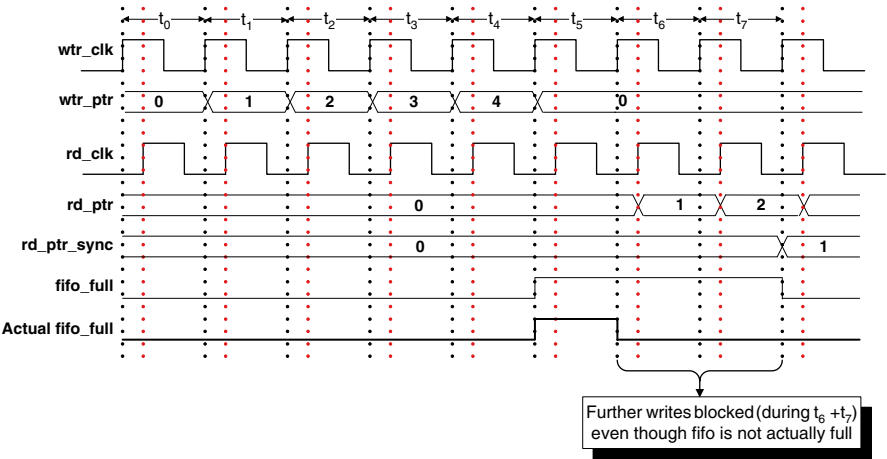 t0 t1 t2 t3 t4 t5 t6 t7
wtr_clk
wtr_ptr 0 1 2 3 4 0
rd_clk
rd_ptr 0 1 2
rd_ptr_sync 0 1
fifo_full
Actual fifo_full
Further writes blocked (during t6 +t7)
even though fifo is not actually full